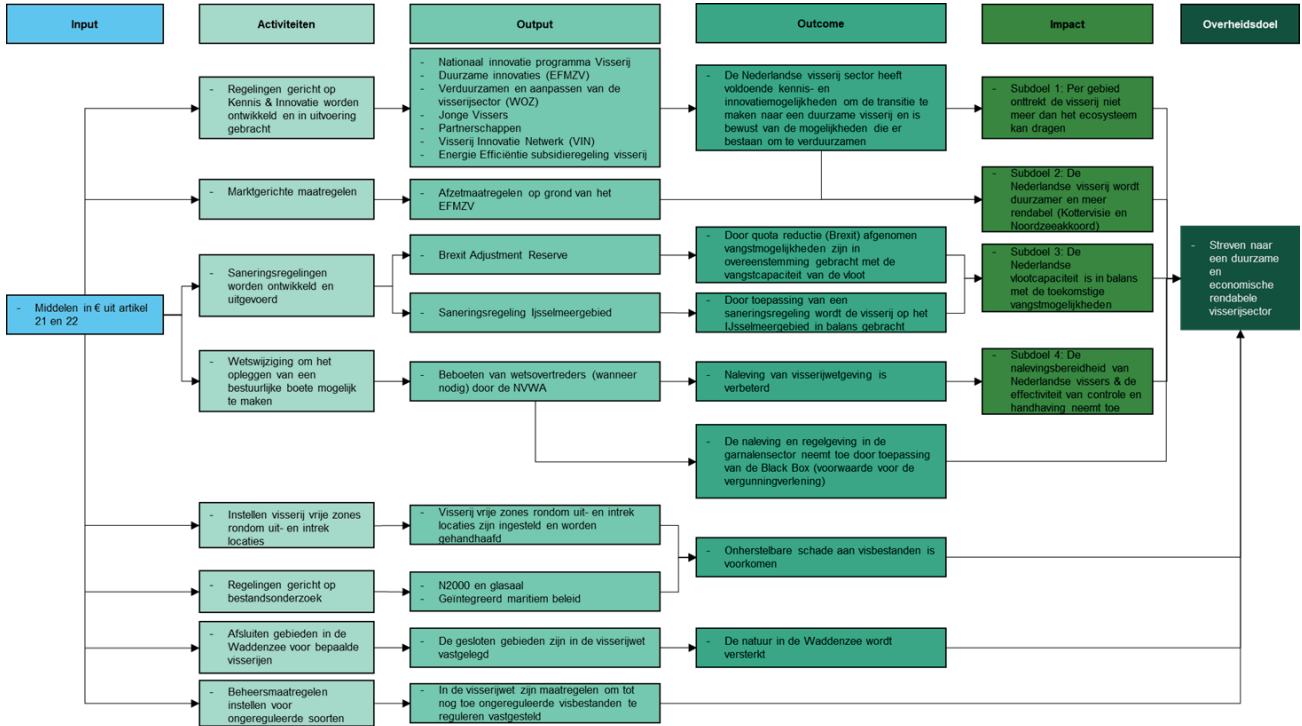 Input
Activiteiten
Output
Outcome
Impact
Overheidsdoel
- Middelen in € uit artikel
21 en 22
- Regelingen gericht op
Kennis & Innovatie worden
ontwikkeld en in uitvoering
gebracht
- Nationaal innovatie programma Visserij
- Duurzame innovaties (EFMZV)
- Verduurzamen en aanpassen van de
visserijsector (WOZ)
- Jonge Vissers
- Partnerschappen
- Visserij Innovatie Netwerk (VIN)
- Energie Efficiëntie subsidieregeling visserij
- De Nederlandse visserij sector heeft
voldoende kennis- en
innovatiemogelijkheden om de transitie te
maken naar een duurzame visserij en is
bewust van de mogelijkheden die er
bestaan om te verduurzamen
- Subdoel 1: Per gebied
onttrekt de visserij niet
meer dan het ecosysteem
kan dragen
- Marktgerichte maatregelen
- Afzetmaatregelen op grond van het
EFMZV
- Subdoel 2: De
Nederlandse visserij wordt
duurzamer en meer
rendabel (Kottervisie en
Noordzeeakkoord)
- Saneringsregelingen
worden ontwikkeld en
uitgevoerd
- Brexit Adjustment Reserve
- Door quota reductie (Brexit) afgenomen
vangstmogelijkheden zijn in
overeenstemming gebracht met de
vangstcapaciteit van de vloot
- Subdoel 3: De
Nederlandse
vlootcapaciteit is in balans
met de toekomstige
vangstmogelijkheden
- Saneringsregeling Ijsselmeergebied
- Door toepassing van een
saneringsregeling wordt de visserij op het
IJsselmeergebied in balans gebracht
- Streven naar
een duurzame
en
economische
rendabele
visserijsector
- Wetswijziging om het
opleggen van een
bestuurlijke boete mogelijk
te maken
- Beboeten van wetsovertreders (wanneer
nodig) door de NVWA
- Naleving van visserijwetgeving is
verbeterd
- Subdoel 4: De
nalevingsbereidheid van
Nederlandse vissers & de
effectiviteit van controle en
handhaving neemt toe
- De naleving en regelgeving in de
garnalensector neemt toe door toepassing
van de Black Box (voorwaarde voor de
vergunningverlening)
- Instellen visserij vrije zones
rondom uit- en intrek
locaties
- Visserij vrije zones rondom uit- en intrek
locaties zijn ingesteld en worden
gehandhaafd
- Onherstelbare schade aan visbestanden is
voorkomen
- Regelingen gericht op
bestandsonderzoek
- N2000 en glasaal
- Geïntegreerd maritiem beleid
- Afsluiten gebieden in de
Waddenzee voor bepaalde
visserijen
- De gesloten gebieden zijn in de visserijwet
vastgelegd
- De natuur in de Waddenzee wordt
versterkt
- Beheersmaatregelen
instellen voor
ongereguleerde soorten
- In de visserijwet zijn maatregelen om tot
nog toe ongereguleerde visbestanden te
reguleren vastgesteld